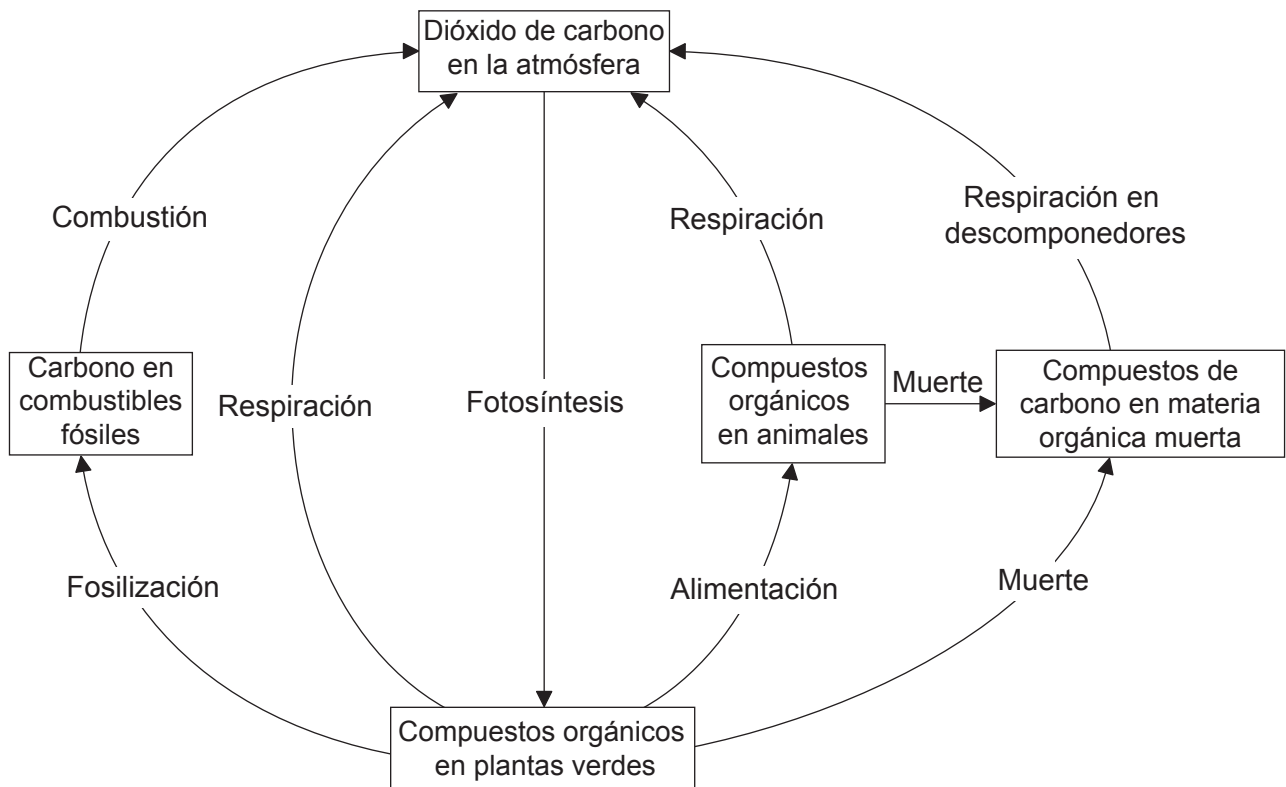 Dióxido de carbono
en la atmósfera
Combustión
Respiración
Respiración en
descomponedores
Carbono en
combustibles
fósiles
Respiración
Fotosíntesis
Compuestos
orgánicos
en animales
Muerte
Compuestos de
carbono en materia
orgánica muerta
Fosilización
Alimentación
Muerte
Compuestos orgánicos
en plantas verdes